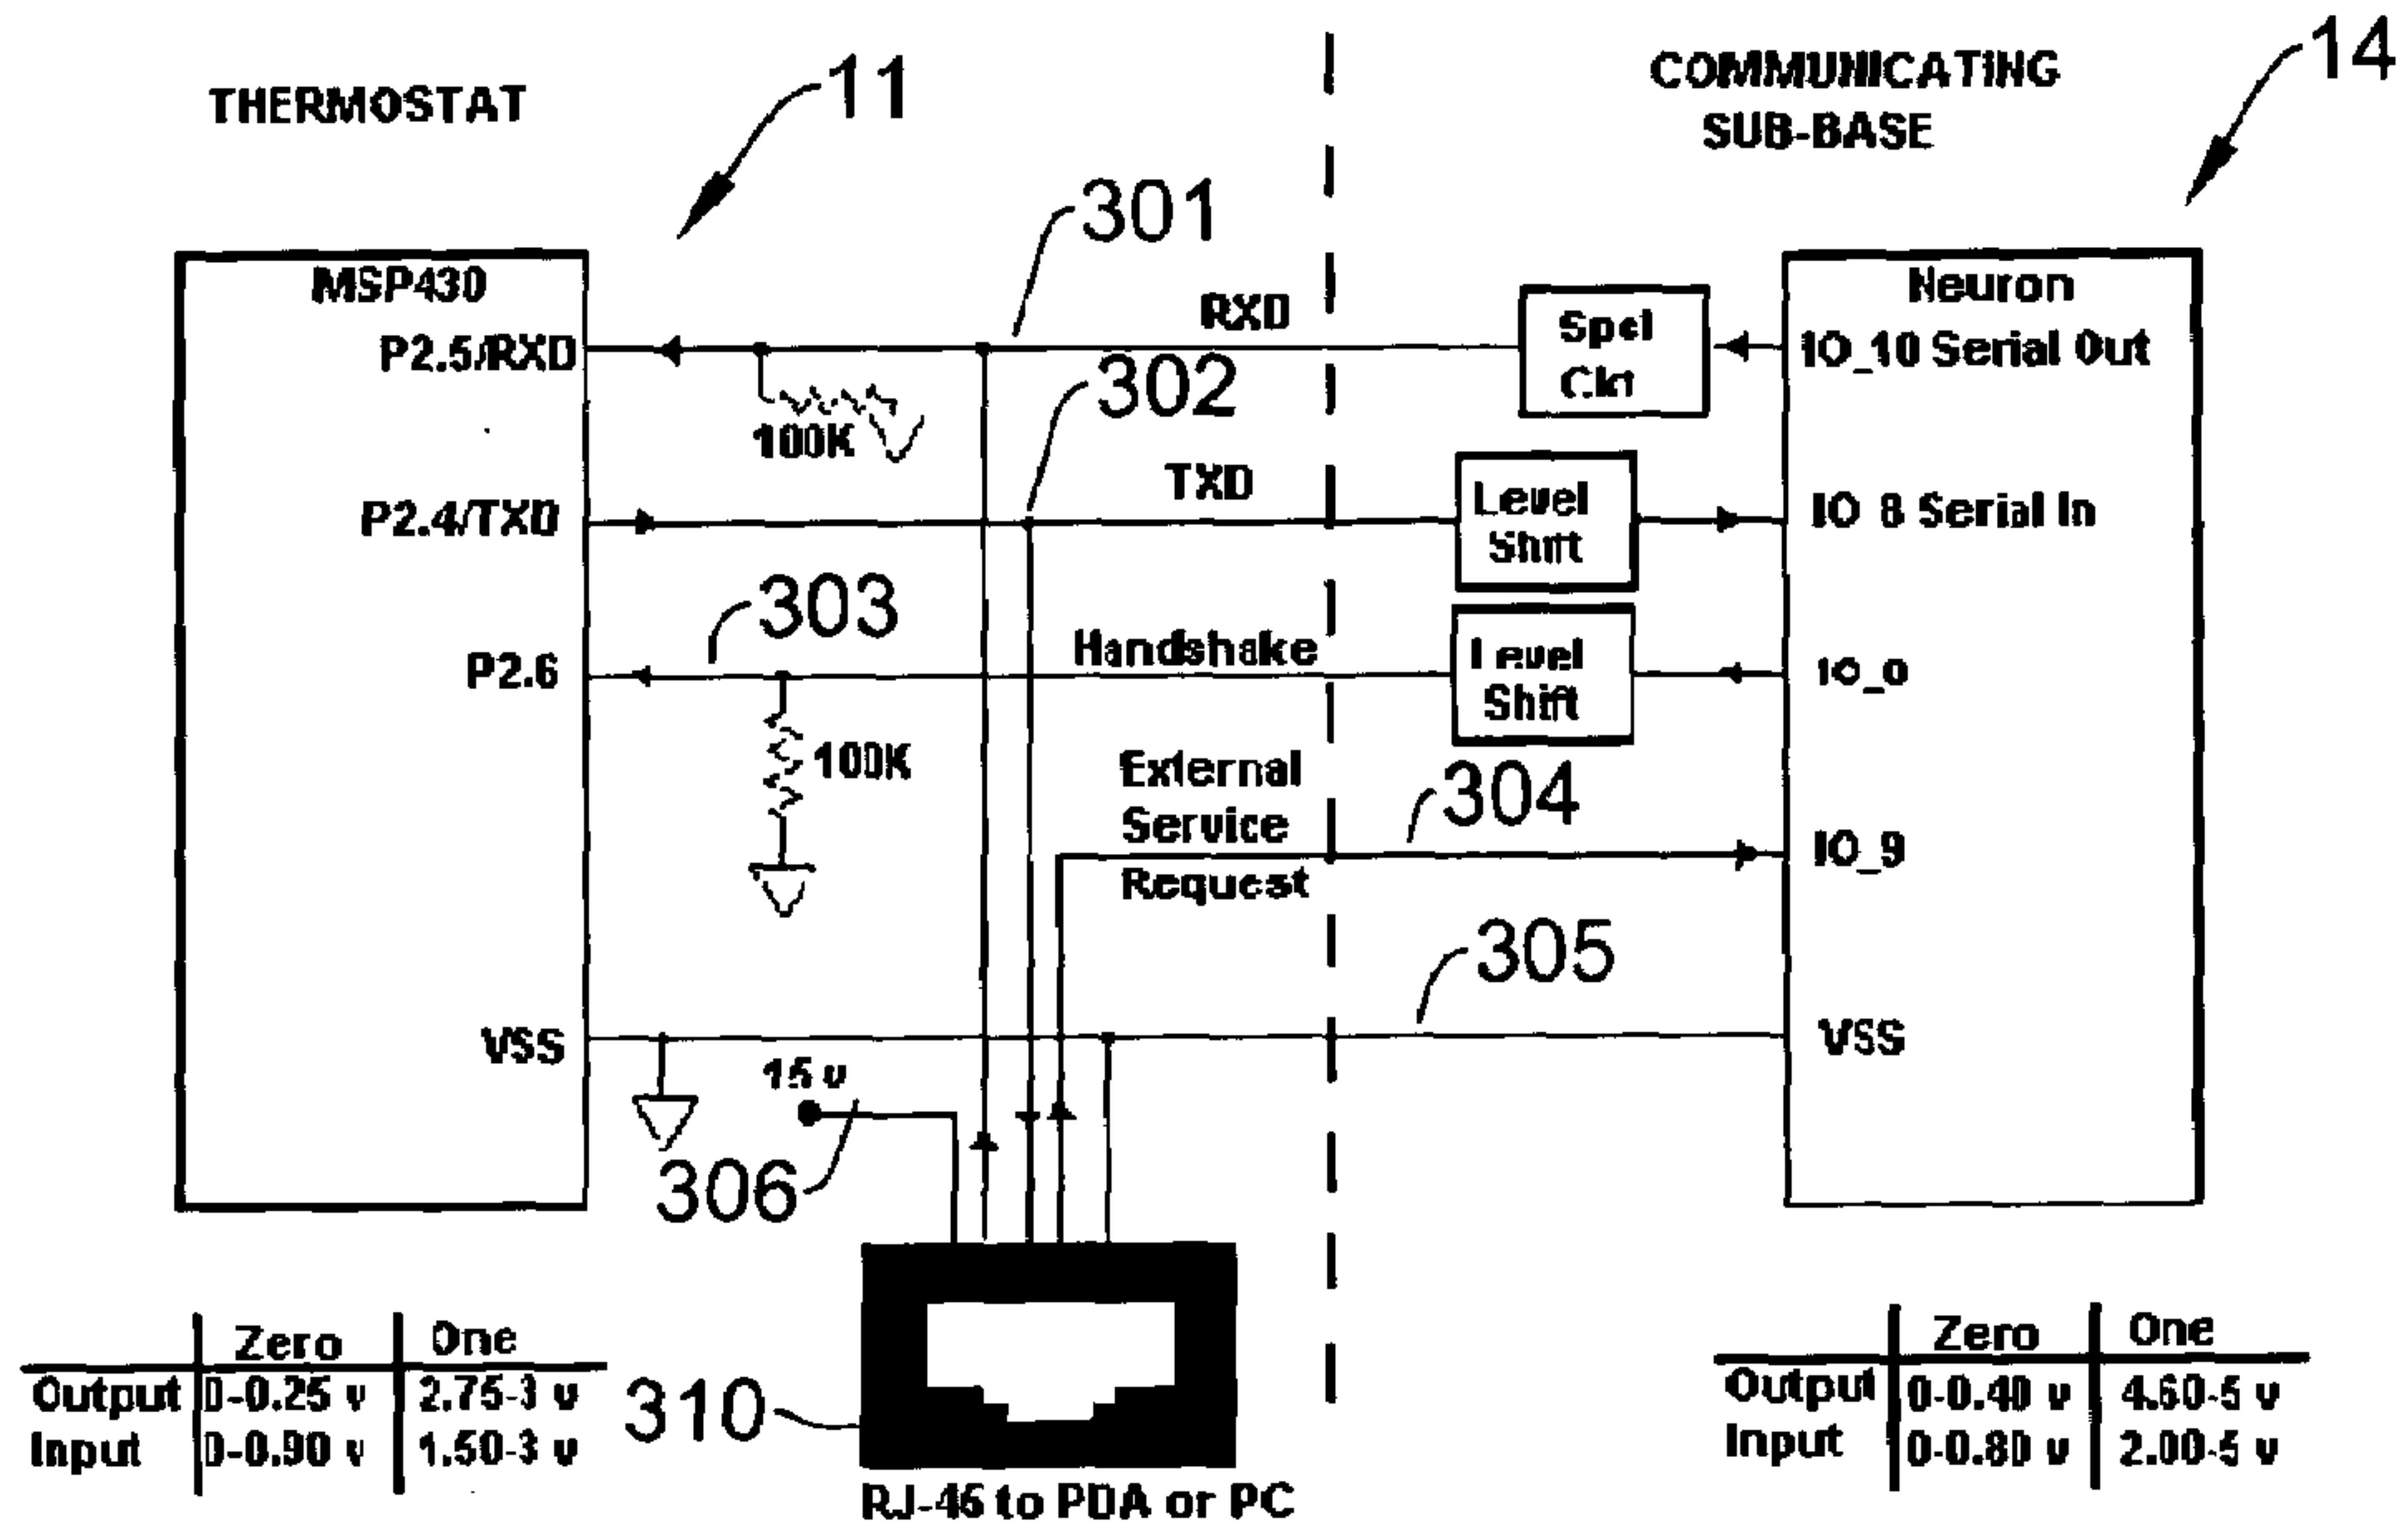 THERMOSTAT
11
COMMUNICATING
SUB-BASE
14
MSP430
P2.5/RXD
P2.4/TXD
P2.6
VSS
301
RXD
302
100K
TXD
303
Handshake
100K
External
Service
Request
304
305
15 v
306
Spcl
Level
Shift
Level
Shift
Neuron
IO_10 Serial Out
IO 8 Serial In
IO_0
IO_9
VSS
310
RJ-45 to PDA or PC
Zero One
Output 0-0.25 v 2.75-3 v
Input 0-0.90 v 1.50-3 v
Zero One
Output 0-0.40 v 4.60-5 v
Input 0-0.80 v 2.00-5 v